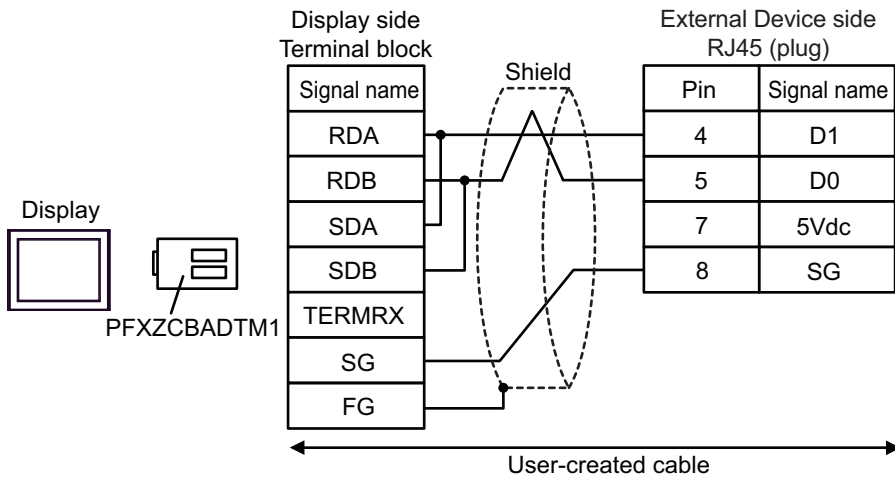 Display side
Terminal block
External Device side
RJ45 (plug)
Shield
Signal name
Pin Signal name
RDA
4 D1
RDB
5 D0
SDA
7 5Vdc
SDB
8 SG
TERMRX
SG
FG
Display
PFXZCBADTM1
User-created cable